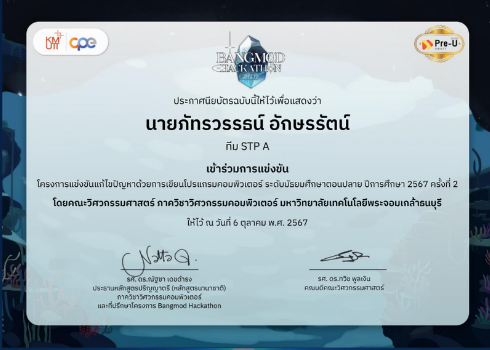 KM UTT cpe Pre-U
BANGMOD
HACKATHON
2024
ประกาศนียบัตรฉบับนี้ให้ไว้เพื่อแสดงว่า
นายภัทรวรรธน์ อักษรรัตน์
ทีม STP A
เข้าร่วมการแข่งขัน
โครงการแข่งขันแก้ไขปัญหาด้วยการเขียนโปรแกรมคอมพิวเตอร์ ระดับมัธยมศึกษาตอนปลาย ปีการศึกษา 2567 ครั้งที่ 2
โดยคณะวิศวกรรมศาสตร์ ภาควิชาวิศวกรรมคอมพิวเตอร์ มหาวิทยาลัยเทคโนโลยีพระจอมเกล้าธนบุรี
ให้ไว้ ณ วันที่ 6 ตุลาคม พ.ศ. 2567
รศ. ดร.ณัฐชา เดชดำรง
ประธานหลักสูตรปริญญาตรี (หลักสูตรนานาชาติ)
ภาควิชาวิศวกรรมคอมพิวเตอร์
และที่ปรึกษาโครงการ Bangmod Hackathon
รศ. ดร.ทวิช พูลเงิน
คณบดีคณะวิศวกรรมศาสตร์